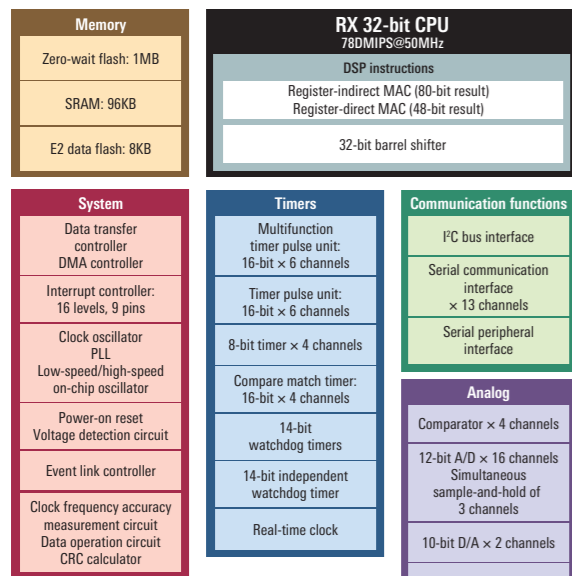 Memory
Zero-wait flash: 1MB
SRAM: 96KB
E2 data flash: 8KB
RX 32-bit CPU
78DMIPS@50MHz
DSP instructions
Register-indirect MAC (80-bit result)
Register-direct MAC (48-bit result)
32-bit barrel shifter
System
Data transfer
controller
DMA controller
Interrupt controller:
16 levels, 9 pins
Clock oscillator
PLL
Low-speed/high-speed
on-chip oscillator
Power-on reset
Voltage detection circuit
Event link controller
Clock frequency accuracy
measurement circuit
Data operation circuit
CRC calculator
Timers
Multifunction
timer pulse unit:
16-bit × 6 channels
Timer pulse unit:
16-bit × 6 channels
8-bit timer × 4 channels
Compare match timer:
16-bit × 4 channels
14-bit
watchdog timers
14-bit independent
watchdog timer
Real-time clock
Communication functions
I²C bus interface
Serial communication
interface
× 13 channels
Serial peripheral
interface
Analog
Comparator × 4 channels
12-bit A/D × 16 channels
Simultaneous
sample-and-hold of
3 channels
10-bit D/A × 2 channels